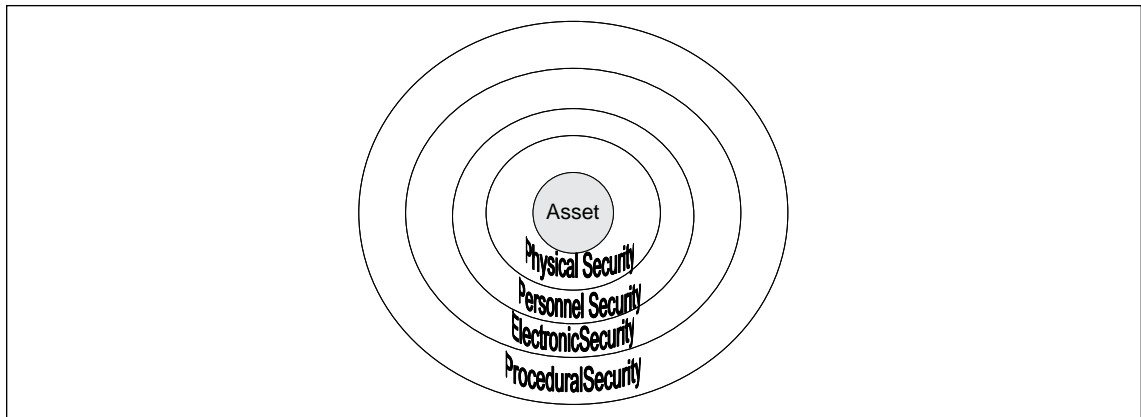 Asset
Physical Security
Personnel Security
ElectronicSecurity
ProceduralSecurity